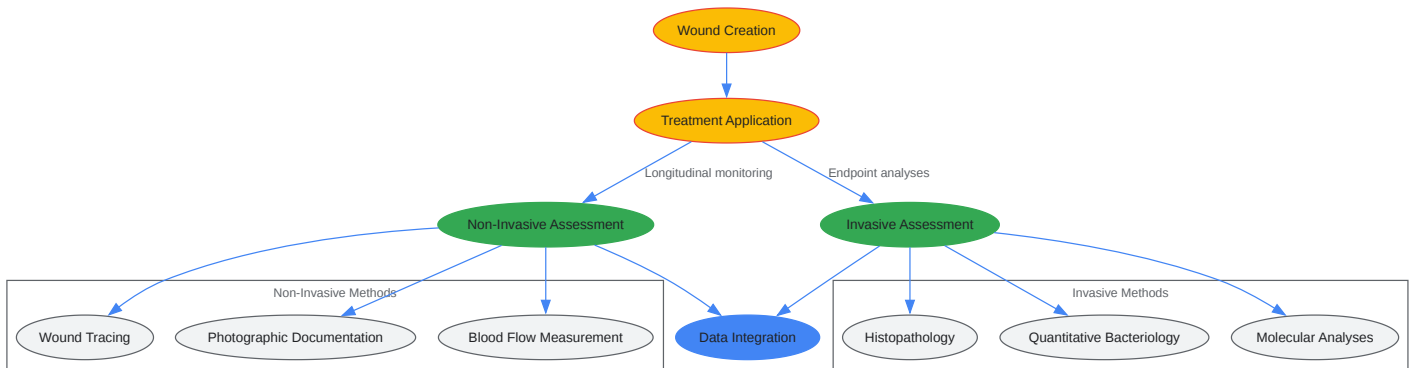 Wound Creation
Treatment Application
Longitudinal monitoring
Endpoint analyses
Non-Invasive Assessment
Invasive Assessment
Non-Invasive Methods
Invasive Methods
Wound Tracing
Photographic Documentation
Blood Flow Measurement
Data Integration
Histopathology
Quantitative Bacteriology
Molecular Analyses